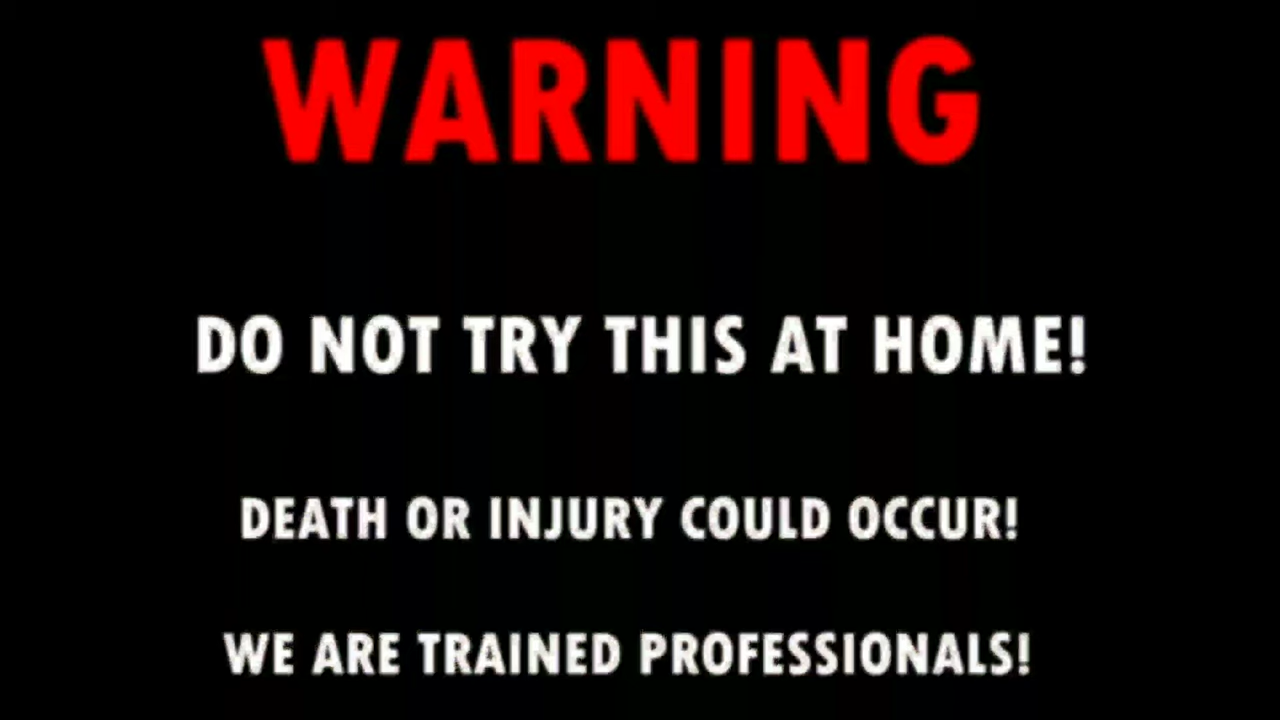 WARNING
DO NOT TRY THIS AT HOME!
DEATH OR INJURY COULD OCCUR!
WE ARE TRAINED PROFESSIONALS!